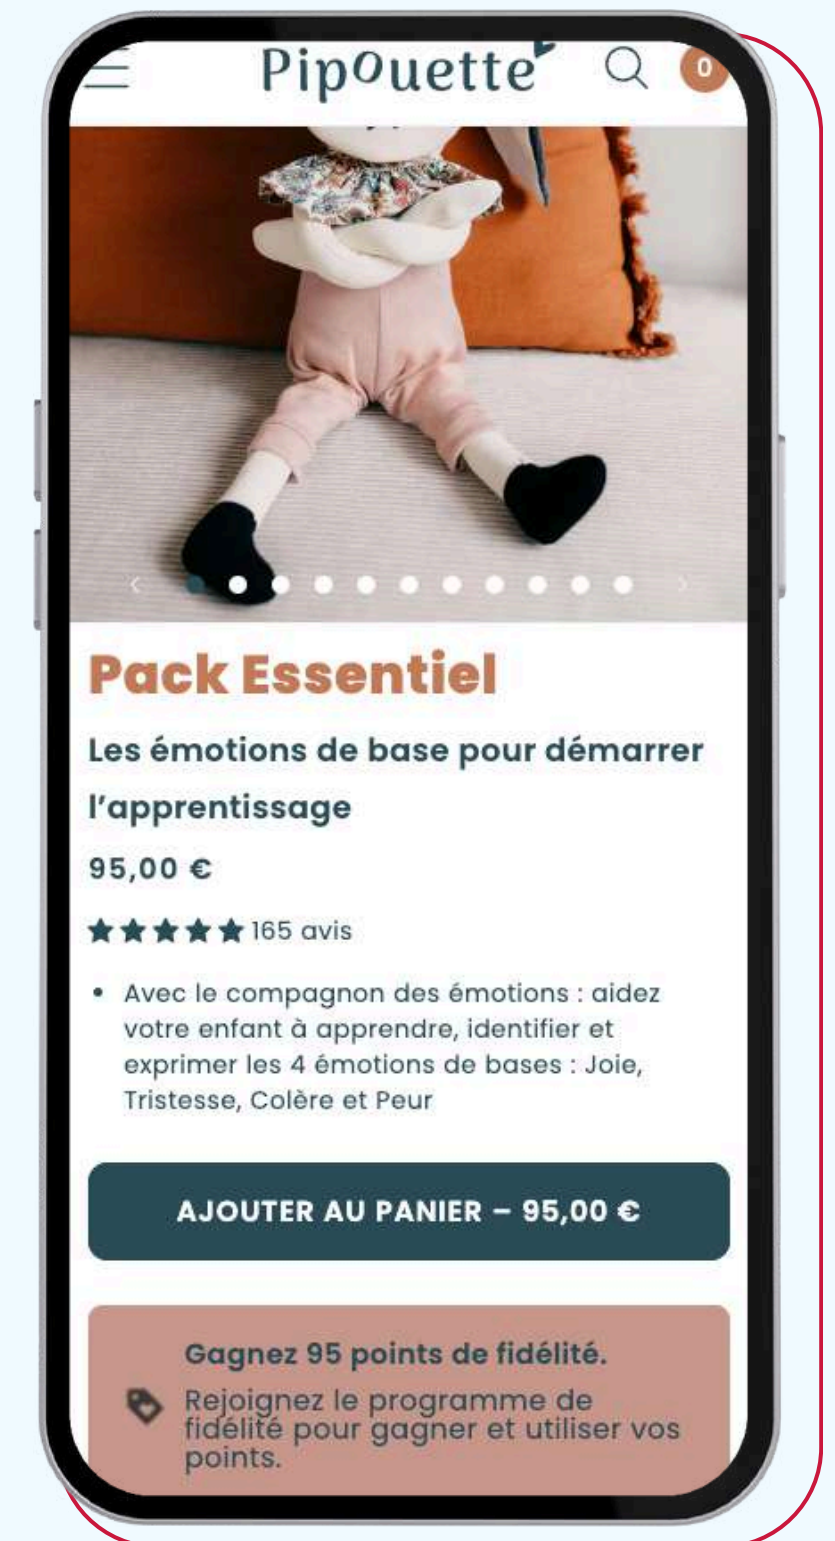 Pipouette
0
Pack Essentiel
Les émotions de base pour démarrer
l'apprentissage
95,00 €
165 avis
• Avec le compagnon des émotions : aidez
votre enfant à apprendre, identifier et
exprimer les 4 émotions de bases : Joie,
Tristesse, Colère et Peur
AJOUTER AU PANIER – 95,00 €
Gagnez 95 points de fidélité.
Rejoignez le programme de
fidélité pour gagner et utiliser vos
points.